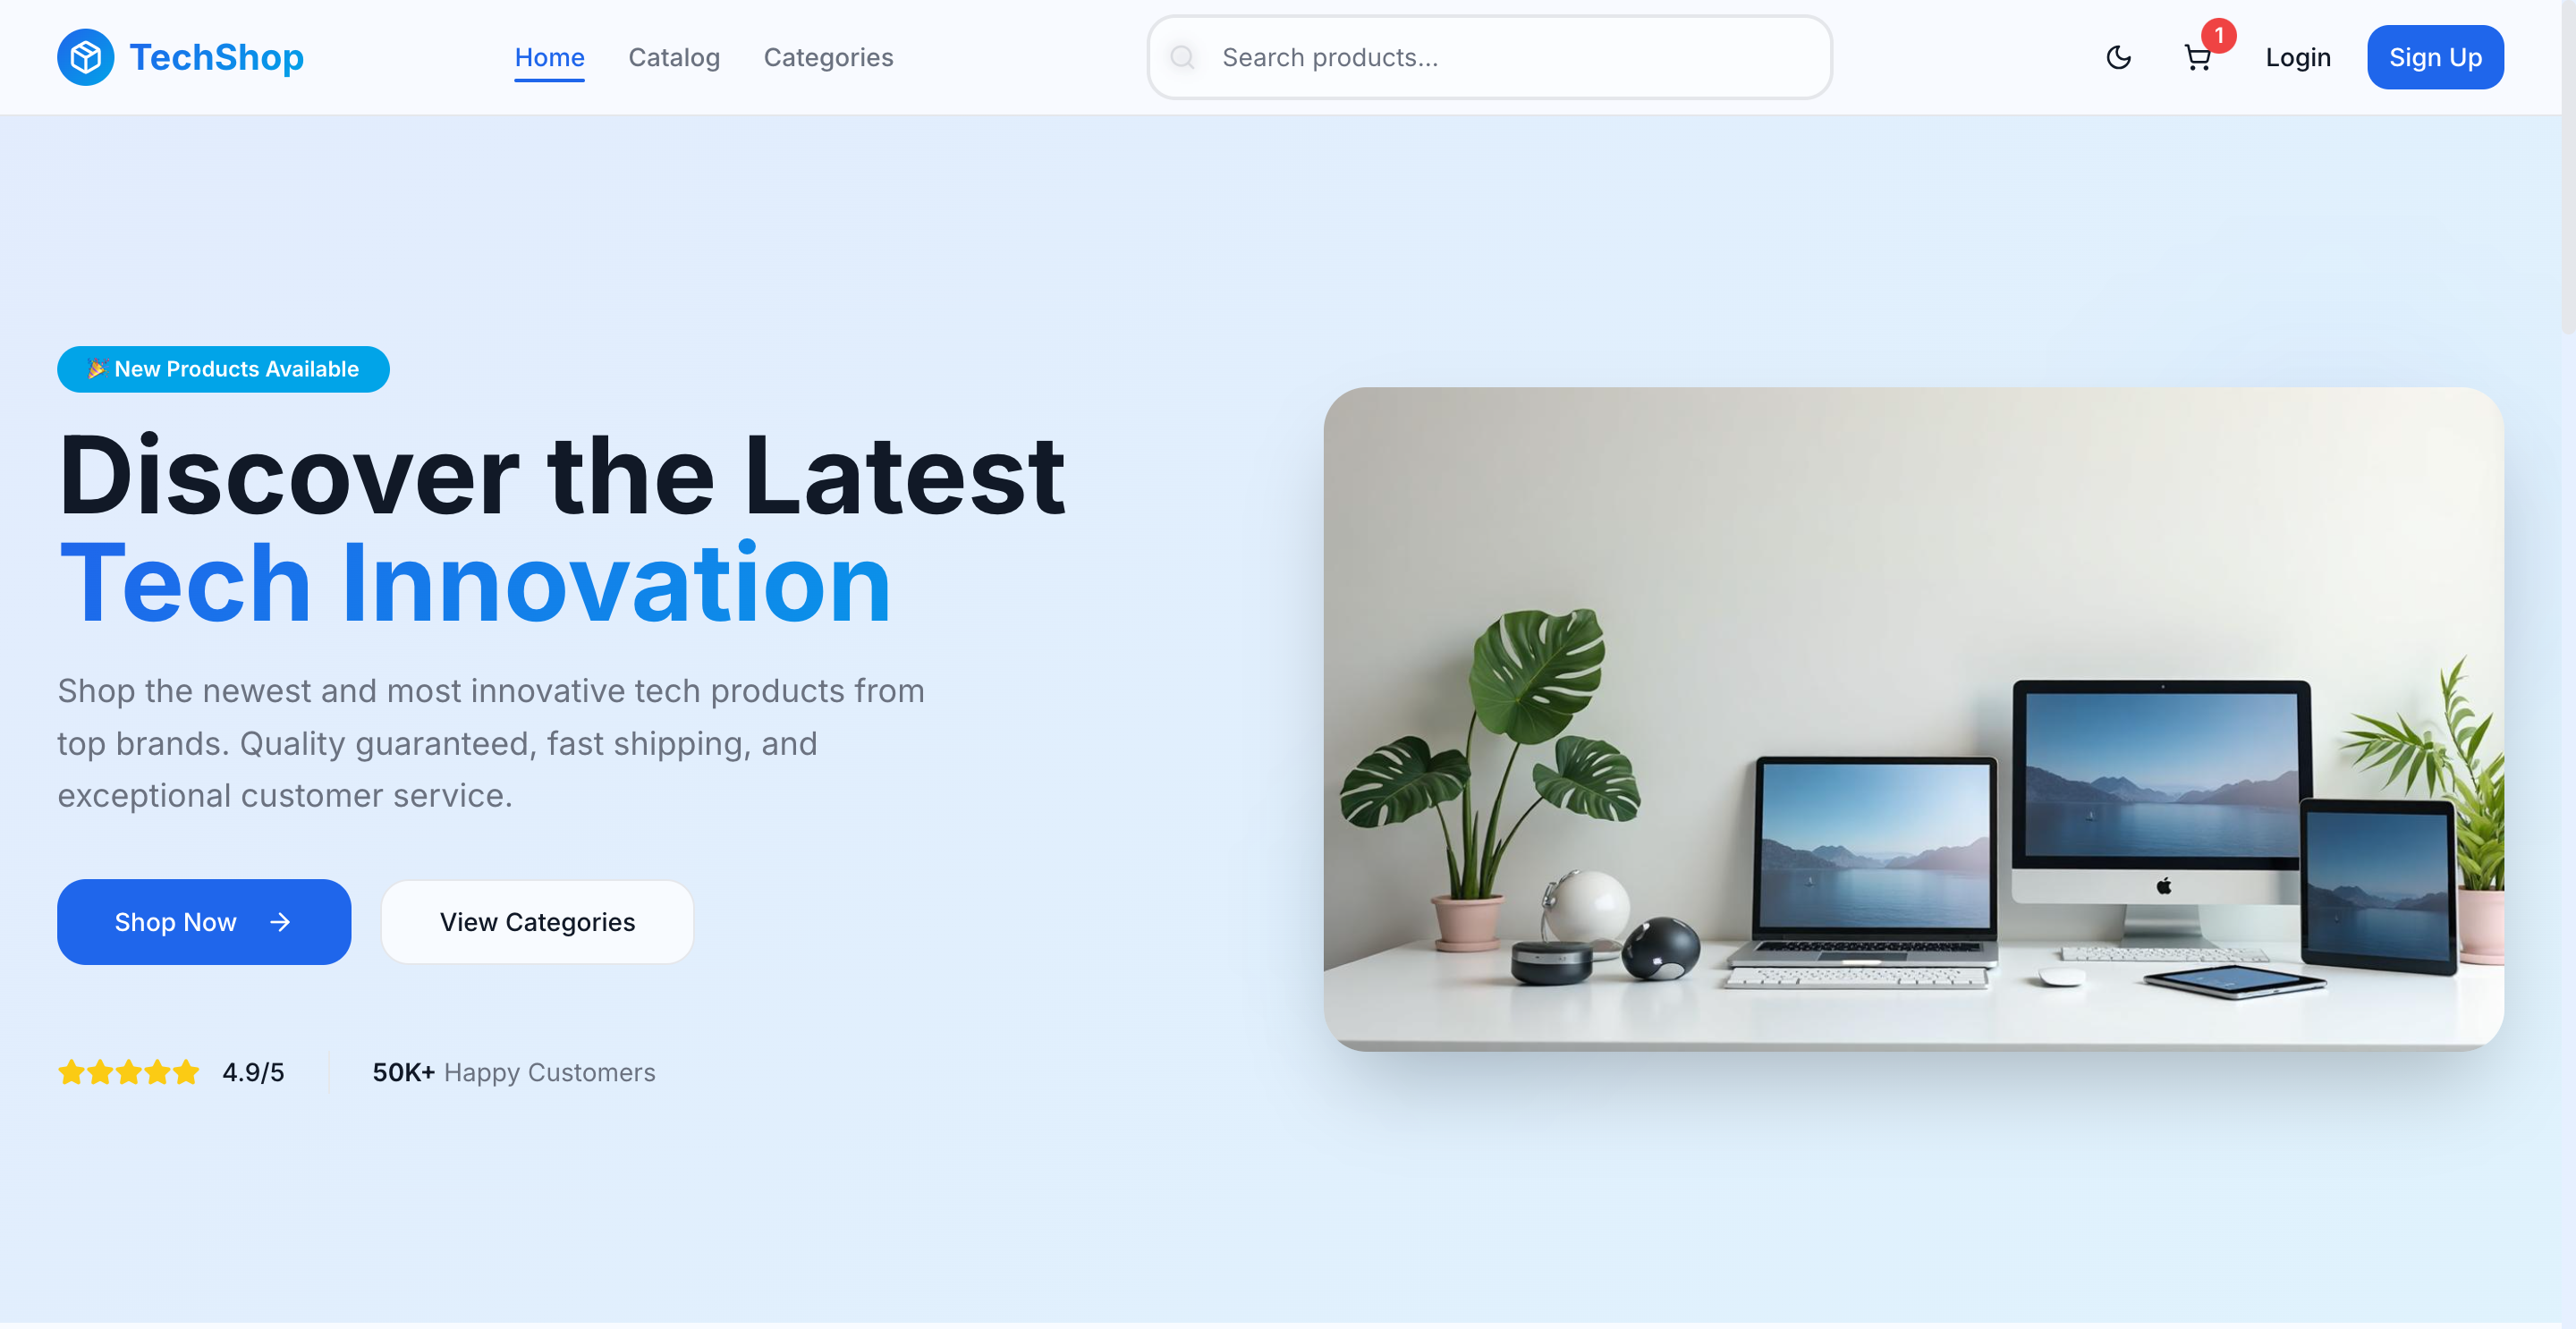 TechShop
Home
Catalog
Categories
Search products...
1
Login
Sign Up
🎉 New Products Available
Discover the Latest
Tech Innovation
Shop the newest and most innovative tech products from
top brands. Quality guaranteed, fast shipping, and
exceptional customer service.
Shop Now
View Categories
4.9/5
50K+ Happy Customers